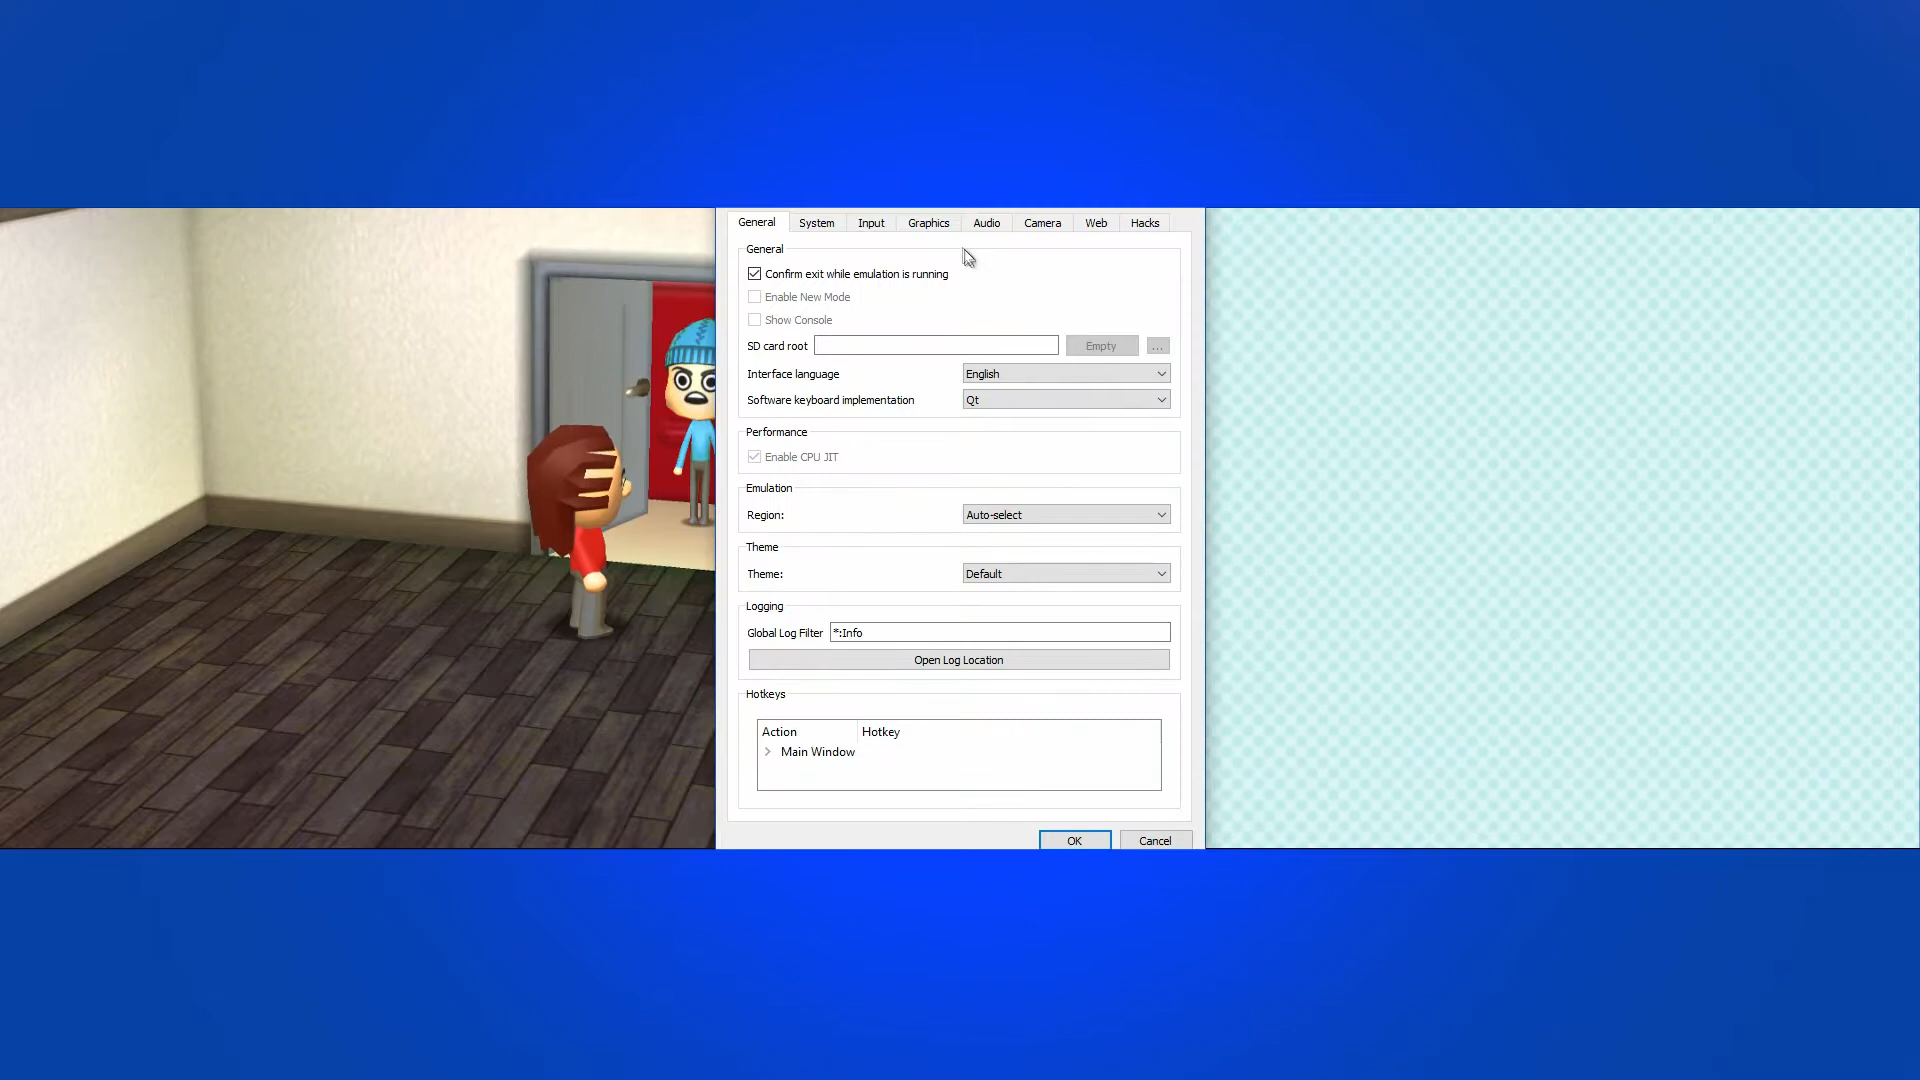 General System Input Graphics Audio Camera Web Hacks
General
Confirm exit while emulation is running
Enable New Mode
Show Console
SD card root Empty ...
Interface language English
Software keyboard implementation Qt
Performance
Enable CPU JIT
Emulation
Region: Auto-select
Theme
Theme: Default
Logging
Global Log Filter *:Info
Open Log Location
Hotkeys
Action Hotkey
Main Window
OK Cancel